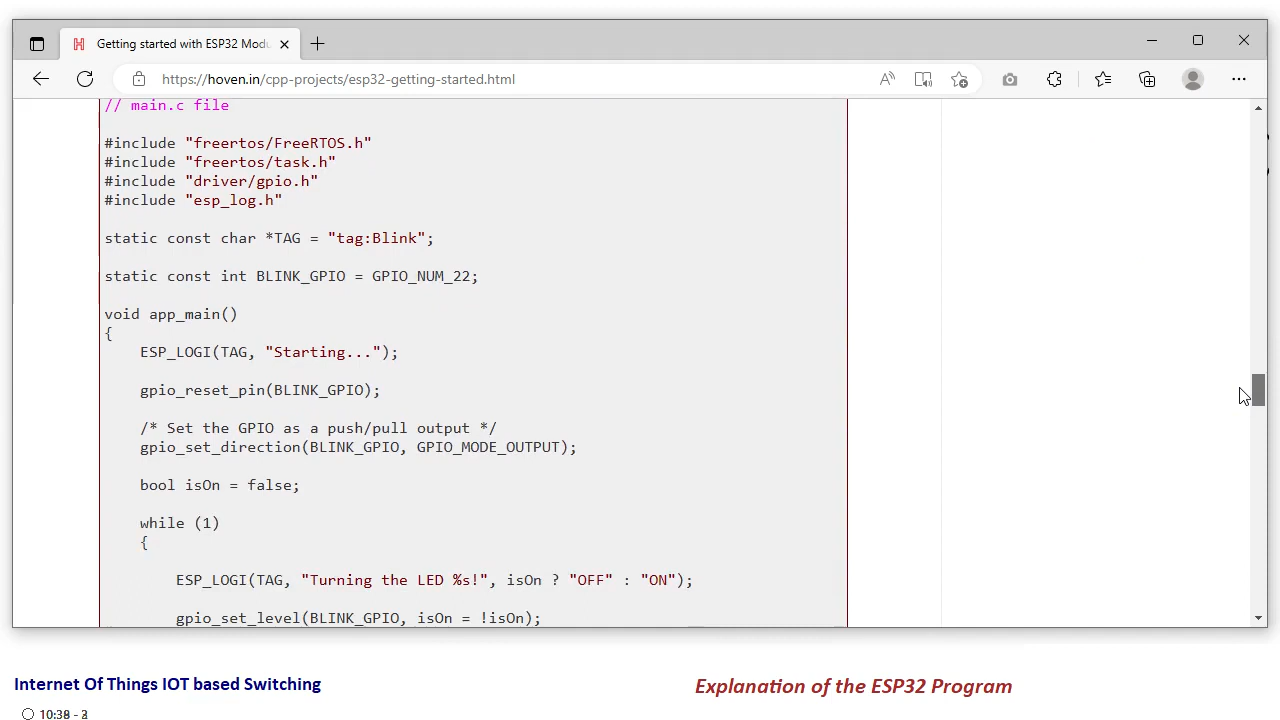 Getting started with ESP32 Modu
https://hoven.in/cpp-projects/esp32-getting-started.html
// main.c file
#include "freertos/FreeRTOS.h"
#include "freertos/task.h"
#include "driver/gpio.h"
#include "esp_log.h"
static const char *TAG = "tag:Blink";
static const int BLINK_GPIO = GPIO_NUM_22;
void app_main()
{
ESP_LOGI(TAG, "Starting...");
gpio_reset_pin(BLINK_GPIO);
/* Set the GPIO as a push/pull output */
gpio_set_direction(BLINK_GPIO, GPIO_MODE_OUTPUT);
bool isOn = false;
while (1)
{
ESP_LOGI(TAG, "Turning the LED %s!", isOn ? "OFF" : "ON");
gpio_set_level(BLINK_GPIO, isOn = !isOn);
Internet Of Things IOT based Switching
Explanation of the ESP32 Program